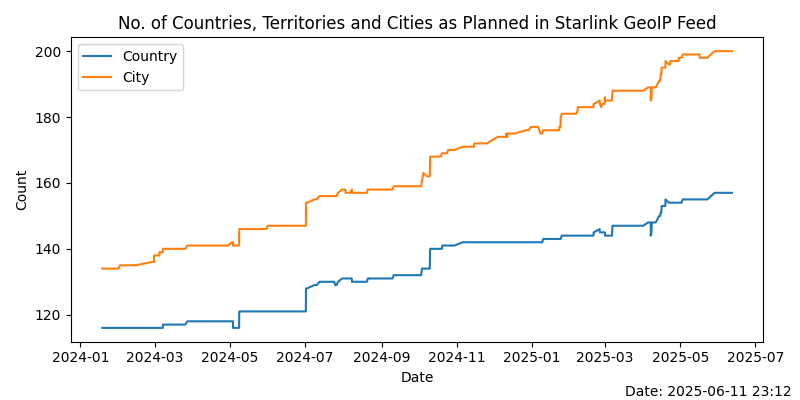 No. of Countries, Territories and Cities as Planned in Starlink GeoIP Feed
Country
City
200
180
160
140
120
Count
2024-01 2024-03 2024-05 2024-07 2024-09 2024-11 2025-01 2025-03 2025-05 2025-07
Date
Date: 2025-06-11 23:12